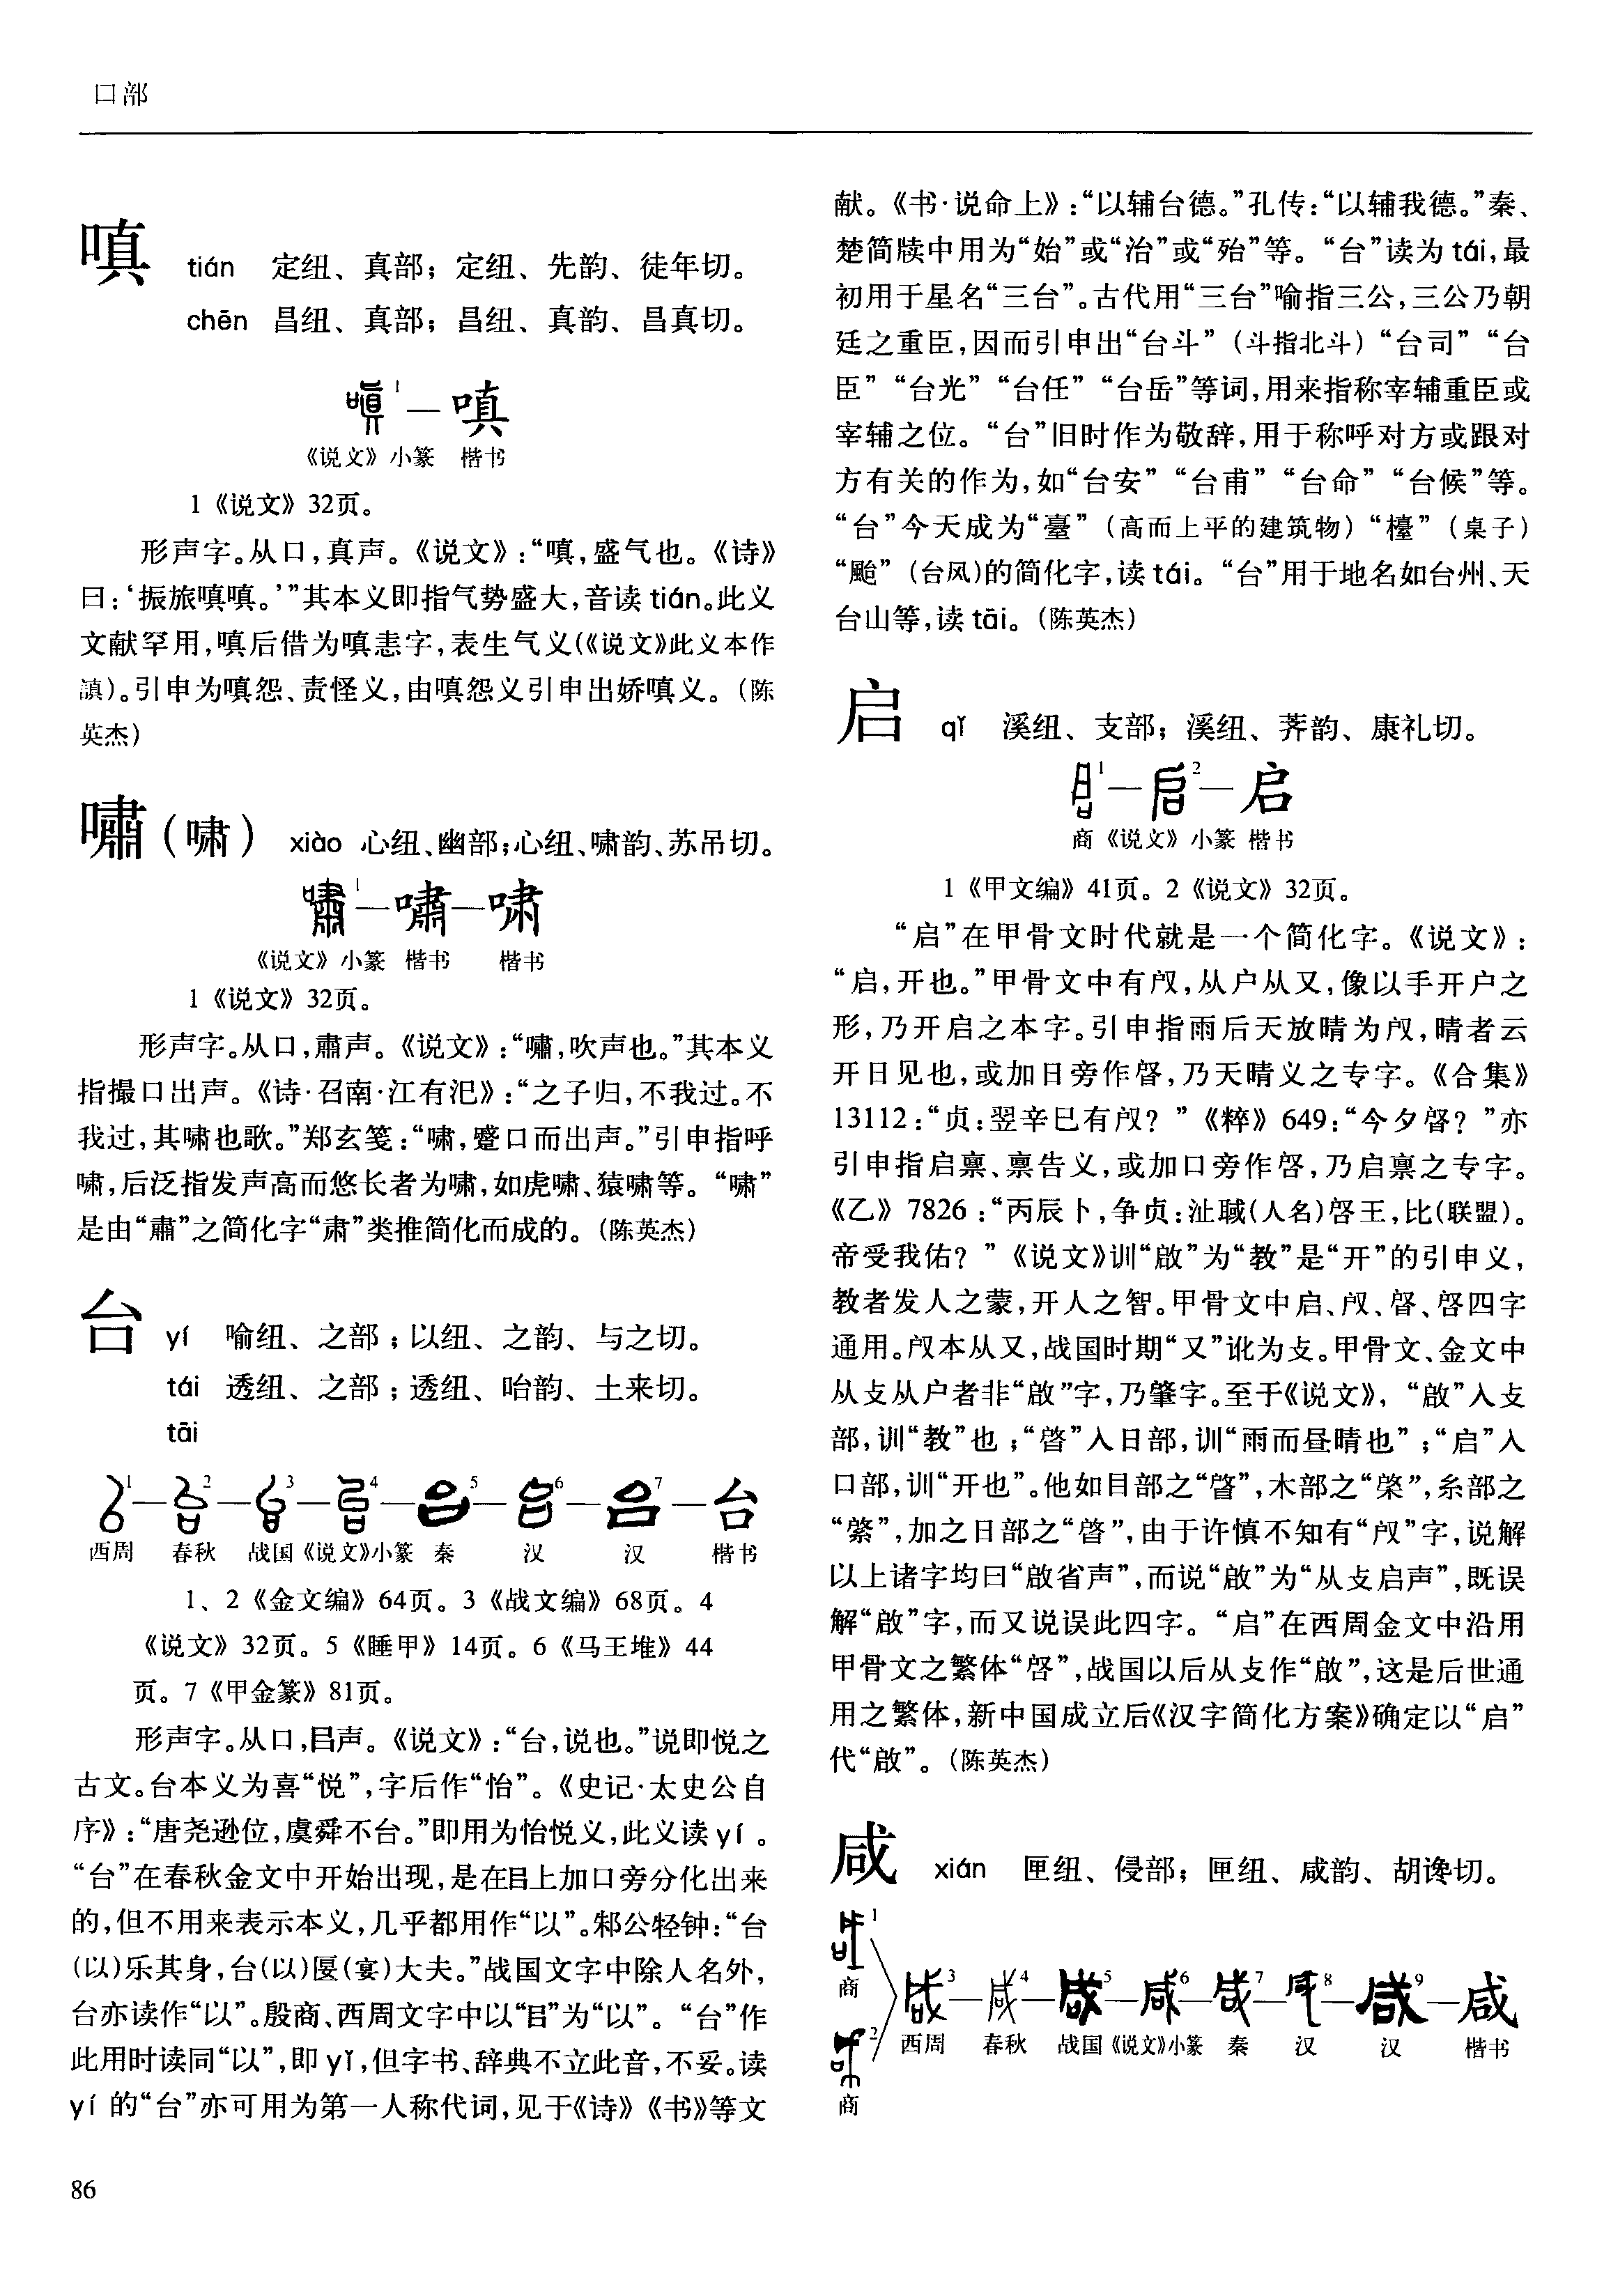 口部
嗔 tián 定纽、真部；定纽、先韵、徒年切。
chēn 昌纽、真部；昌纽、真韵、昌真切。
1—嗔
《说文》小篆 楷书
1《说文》32页。
形声字。从口，真声。《说文》：“嗔，盛气也。《诗》
曰：‘振旅嗔嗔。’”其本义即指气势盛大，音读 tián。此义
文献罕用，嗔后借为嗔恚字，表生气义（《说文》此义本作
謓）。引申为嗔怨、责怪义，由嗔怨义引申出娇嗔义。（陈
英杰）
嘯（啸） xiào 心纽、幽部；心纽、啸韵、苏吊切。
1—嘯—啸
《说文》小篆 楷书 楷书
1《说文》32页。
形声字。从口，肅声。《说文》：“嘯，吹声也。”其本义
指撮口出声。《诗·召南·江有汜》：“之子归，不我过。不
我过，其啸也歌。”郑玄笺：“啸，蹙口而出声。”引申指呼
啸，后泛指发声高而悠长者为啸，如虎啸、猿啸等。“啸”
是由“肅”之简化字“肃”类推简化而成的。（陈英杰）
台 yí 喻纽、之部；以纽、之韵、与之切。
tái 透纽、之部；透纽、咍韵、土来切。
tāi
1—2—3—4—5—6—7—台
西周 春秋 战国《说文》小篆 秦 汉 汉 楷书
1、2《金文编》64页。3《战文编》68页。4
《说文》32页。5《睡甲》14页。6《马王堆》44
页。7《甲金篆》81页。
形声字。从口，㠯声。《说文》：“台，说也。”说即悦之
古文。台本义为喜“悦”，字后作“怡”。《史记·太史公自
序》：“唐尧逊位，虞舜不台。”即用为怡悦义，此义读 yí。
“台”在春秋金文中开始出现，是在㠯上加口旁分化出来
的，但不用来表示本义，几乎都用作“以”。邾公牼钟：“台
（以）乐其身，台（以）匽（宴）大夫。”战国文字中除人名外，
台亦读作“以”。殷商、西周文字中以“㠯”为“以”。“台”作
此用时读同“以”，即 yǐ，但字书、辞典不立此音，不妥。读
yí 的“台”亦可用为第一人称代词，见于《诗》《书》等文
献。《书·说命上》：“以辅台德。”孔传：“以辅我德。”秦、
楚简牍中用为“始”或“治”或“殆”等。“台”读为 tái，最
初用于星名“三台”。古代用“三台”喻指三公，三公乃朝
廷之重臣，因而引申出“台斗”（斗指北斗）“台司”“台
臣”“台光”“台任”“台岳”等词，用来指称宰辅重臣或
宰辅之位。“台”旧时作为敬辞，用于称呼对方或跟对
方有关的作为，如“台安”“台甫”“台命”“台候”等。
“台”今天成为“臺”（高而上平的建筑物）“檯”（桌子）
“颱”（台风）的简化字，读 tái。“台”用于地名如台州、天
台山等，读 tāi。（陈英杰）
启 qǐ 溪纽、支部；溪纽、荠韵、康礼切。
1—2—启
商《说文》小篆 楷书
1《甲文编》41页。2《说文》32页。
“启”在甲骨文时代就是一个简化字。《说文》：
“启，开也。”甲骨文中有𢼄，从户从又，像以手开户之
形，乃开启之本字。引申指雨后天放晴为𢼄，晴者云
开日见也，或加日旁作晵，乃天晴义之专字。《合集》
13112：“贞：翌辛巳有𢼄？”《粹》649：“今夕晵？”亦
引申指启禀、禀告义，或加口旁作啓，乃启禀之专字。
《乙》7826：“丙辰卜，争贞：沚㦰（人名）啓王，比（联盟）。
帝受我佑？”《说文》训“啟”为“教”是“开”的引申义，
教者发人之蒙，开人之智。甲骨文中启、𢼄、晵、啓四字
通用。𢼄本从又，战国时期“又”讹为攴。甲骨文、金文中
从攴从户者非“啟”字，乃肇字。至于《说文》，“啟”入攴
部，训“教”也；“晵”入日部，训“雨而昼晴也”；“启”入
口部，训“开也”。他如目部之“䁈”，木部之“棨”，糸部之
“綮”，加之日部之“晵”，由于许慎不知有“𢼄”字，说解
以上诸字均曰“啟省声”，而说“啟”为“从攴启声”，既误
解“啟”字，而又说误此四字。“启”在西周金文中沿用
甲骨文之繁体“啓”，战国以后从攴作“啟”，这是后世通
用之繁体，新中国成立后《汉字简化方案》确定以“启”
代“啟”。（陈英杰）
咸 xián 匣纽、侵部；匣纽、咸韵、胡谗切。
1 商
2 商
3—4—5—6—7—8—9—咸
西周 春秋 战国《说文》小篆 秦 汉 汉 楷书
86